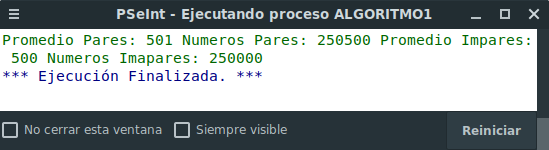 PSeInt - Ejecutando proceso ALGORITMO1
Promedio Pares: 501 Numeros Pares: 250500 Promedio Impares:
500 Numeros Imapares: 250000
*** Ejecución Finalizada. ***
No cerrar esta ventana
Siempre visible
Reiniciar